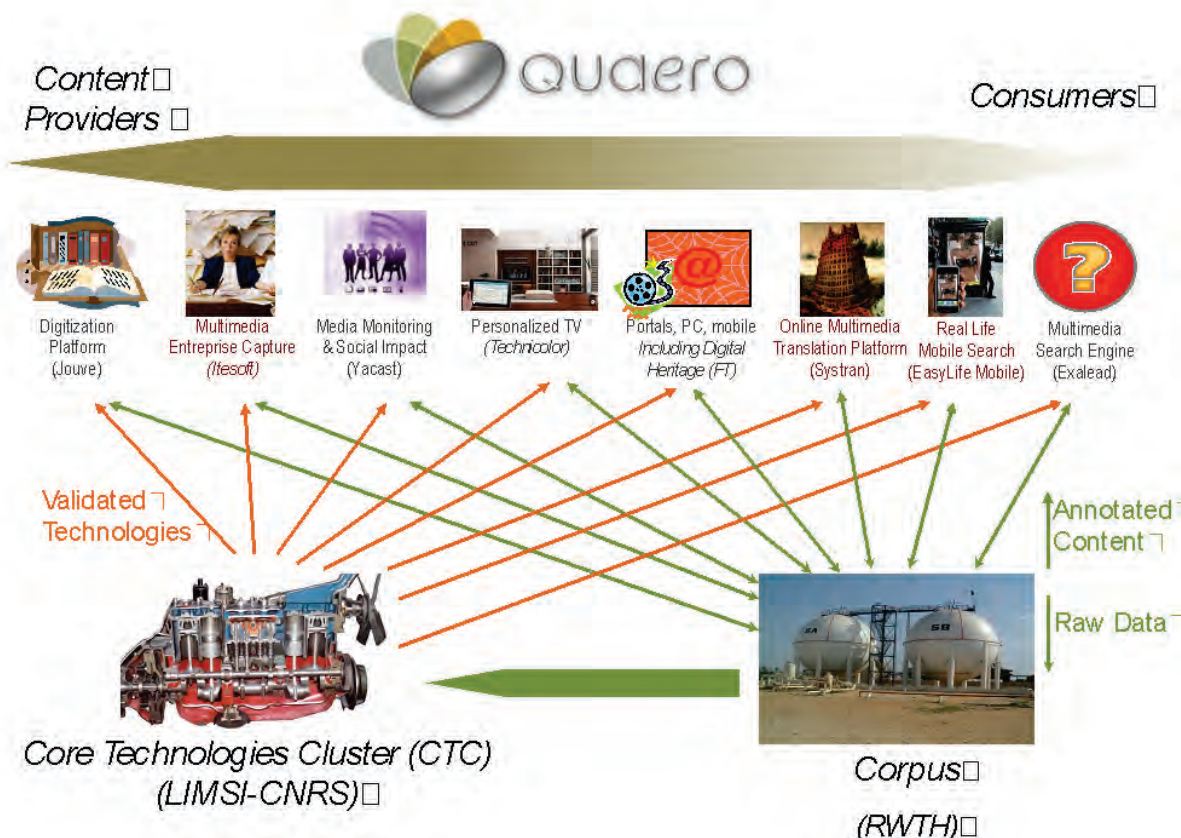 Quaero
Content
Providers
Consumers
Digitization
Platform
(Jouve)
Multimedia
Entreprise Capture
(Itesoft)
Media Monitoring
& Social Impact
(Yacast)
Personalized TV
(Technicolor)
Portals, PC, mobile
Including Digital
Heritage (FT)
Online Multimedia
Translation Platform
(Systran)
Real Life
Mobile Search
(EasyLife Mobile)
Multimedia
Search Engine
(Exalead)
Validated
Technologies
Annotated
Content
Raw Data
SA
SB
Core Technologies Cluster (CTC)
(LIMSI-CNRS)
Corpus
(RWTH)